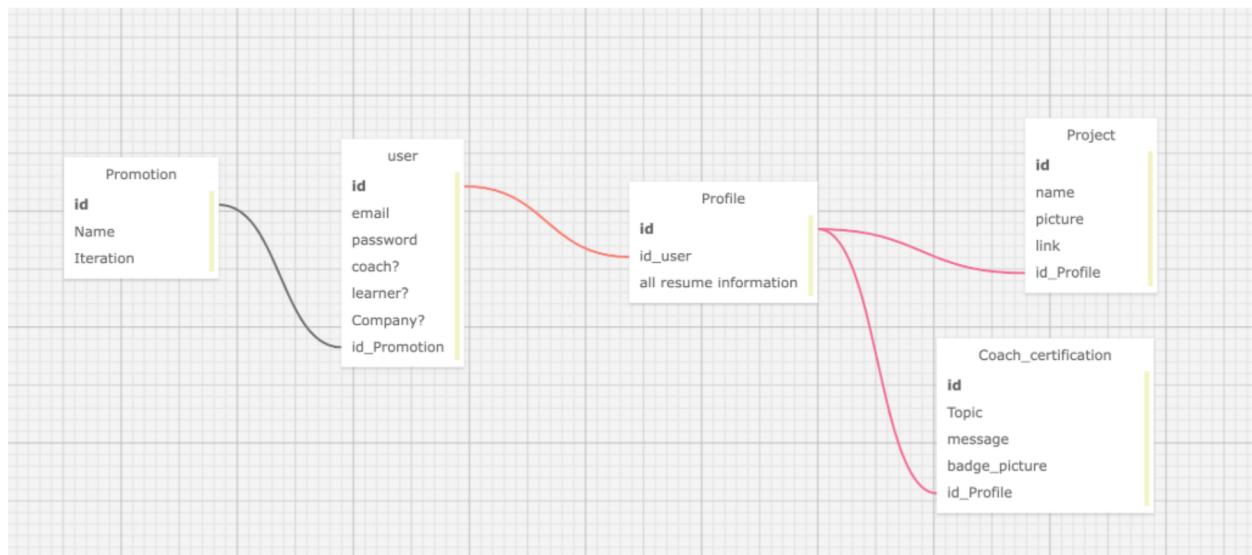 Promotion
id
Name
Iteration
user
id
email
password
coach?
learner?
Company?
id_Promotion
Profile
id
id_user
all resume information
Project
id
name
picture
link
id_Profile
Coach_certification
id
Topic
message
badge_picture
id_Profile